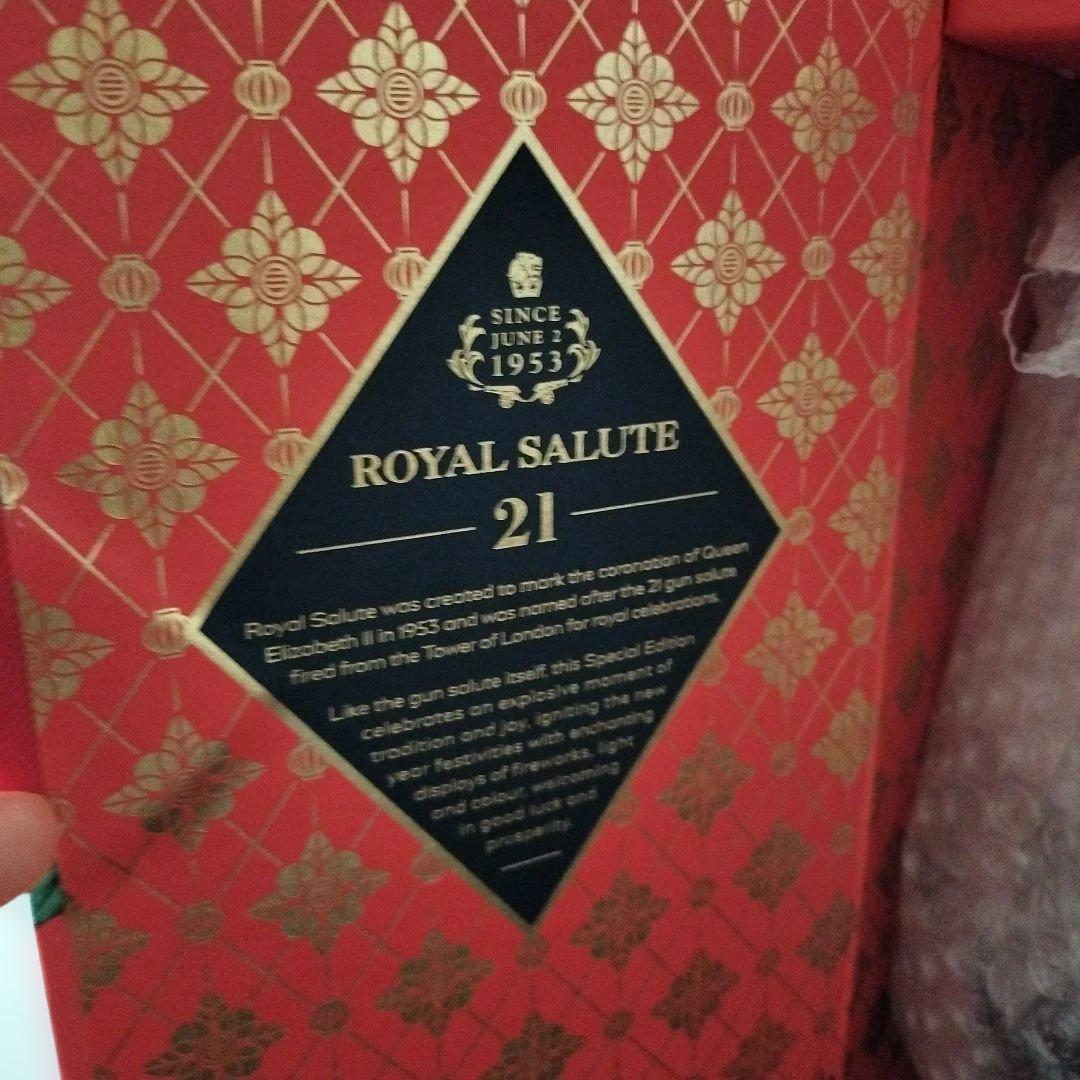 SINCE
JUNE 2
1953
ROYAL SALUTE
21
Royal Salute was created to mark the coronation of Queen
Elizabeth II in 1953 and was named after the 21 gun salute
fired from the Tower of London for royal celebrations.
Like the gun salute itself, this Special Edition
celebrates an explosive moment of
tradition and joy, igniting the new
year festivities with enchanting
displays of fireworks, light
and colour, welcoming
in good luck and
prosperity.